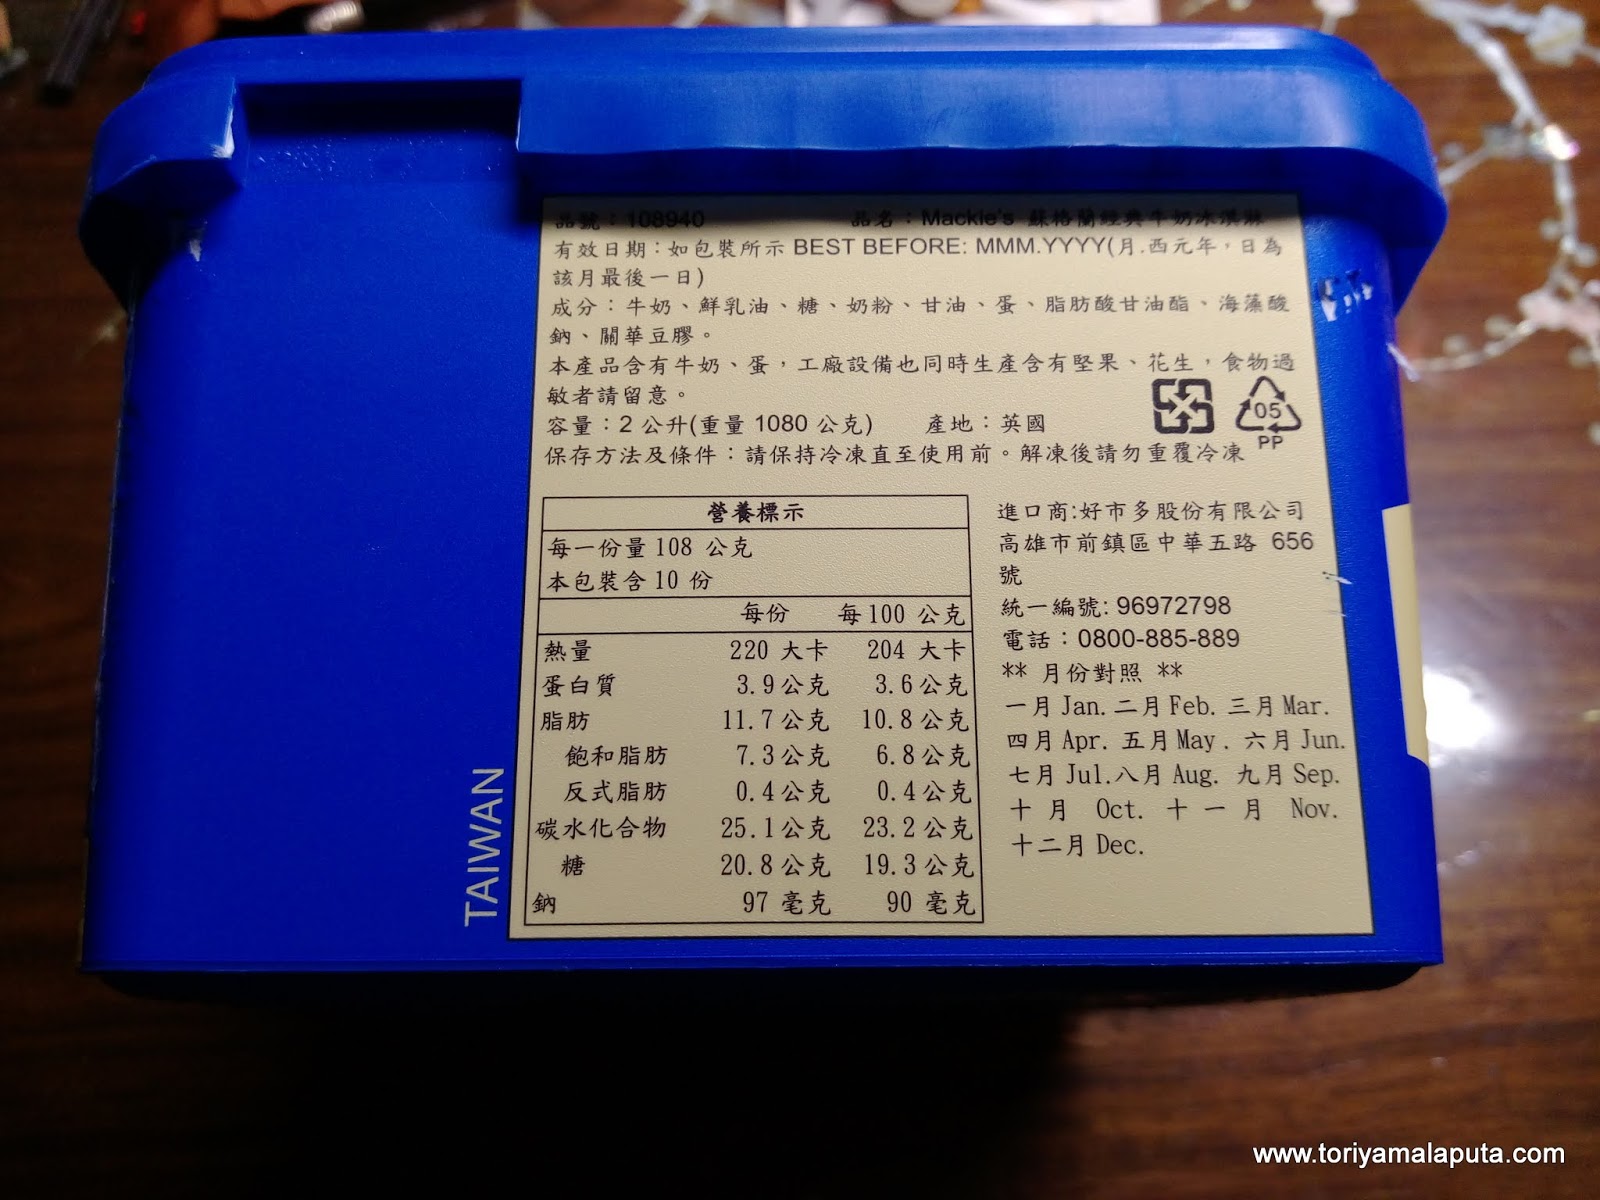 品號：108940 品名：Mackie's 蘇格蘭經典牛奶冰淇淋
有效日期：如包裝所示 BEST BEFORE: MMM.YYYY(月.西元年，日為
該月最後一日)
成分：牛奶、鮮乳油、糖、奶粉、甘油、蛋、脂肪酸甘油酯、海藻酸
鈉、關華豆膠。
本產品含有牛奶、蛋，工廠設備也同時生產含有堅果、花生，食物過
敏者請留意。
容量：2 公升(重量 1080 公克) 產地：英國
05
PP
保存方法及條件：請保持冷凍直至使用前。解凍後請勿重覆冷凍
營養標示
每一份量 108 公克
本包裝含 10 份
每份 每 100 公克
熱量 220 大卡 204 大卡
蛋白質 3.9 公克 3.6 公克
脂肪 11.7 公克 10.8 公克
飽和脂肪 7.3 公克 6.8 公克
反式脂肪 0.4 公克 0.4 公克
碳水化合物 25.1 公克 23.2 公克
糖 20.8 公克 19.3 公克
鈉 97 毫克 90 毫克
進口商:好市多股份有限公司
高雄市前鎮區中華五路 656
號
統一編號: 96972798
電話：0800-885-889
** 月份對照 **
一月 Jan. 二月 Feb. 三月 Mar.
四月 Apr. 五月 May . 六月 Jun.
七月 Jul.八月 Aug. 九月 Sep.
十 月 Oct. 十 一 月 Nov.
十二月 Dec.
TAIWAN
www.toriyamalaputa.com